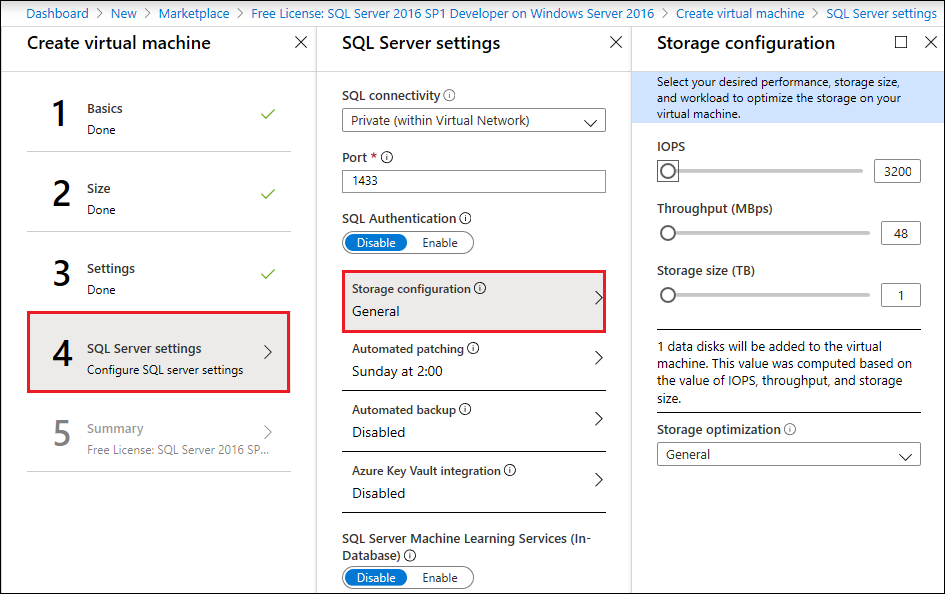 Dashboard > New > Marketplace > Free License: SQL Server 2016 SP1 Developer on Windows Server 2016 > Create virtual machine > SQL Server settings
Create virtual machine
1
Basics
Done
2
Size
Done
3
Settings
Done
4
SQL Server settings
Configure SQL server settings
5
Summary
Free License: SQL Server 2016 SP...
SQL Server settings
SQL connectivity
Private (within Virtual Network)
Port *
1433
SQL Authentication
Disable Enable
Storage configuration
General
Automated patching
Sunday at 2:00
Automated backup
Disabled
Azure Key Vault integration
Disabled
SQL Server Machine Learning Services (In-
Database)
Disable Enable
Storage configuration
Select your desired performance, storage size,
and workload to optimize the storage on your
virtual machine.
IOPS
3200
Throughput (MBps)
48
Storage size (TB)
1
1 data disks will be added to the virtual
machine. This value was computed based on
the value of IOPS, throughput, and storage
size.
Storage optimization
General